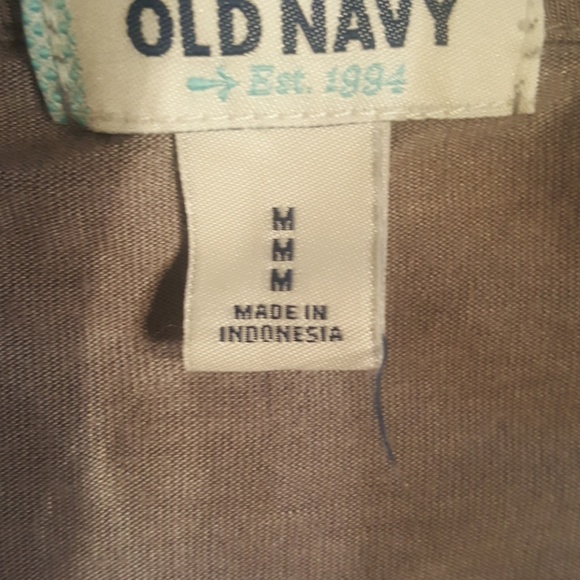 OLD NAVY
Est. 1994
M
M
M
MADE IN
INDONESIA